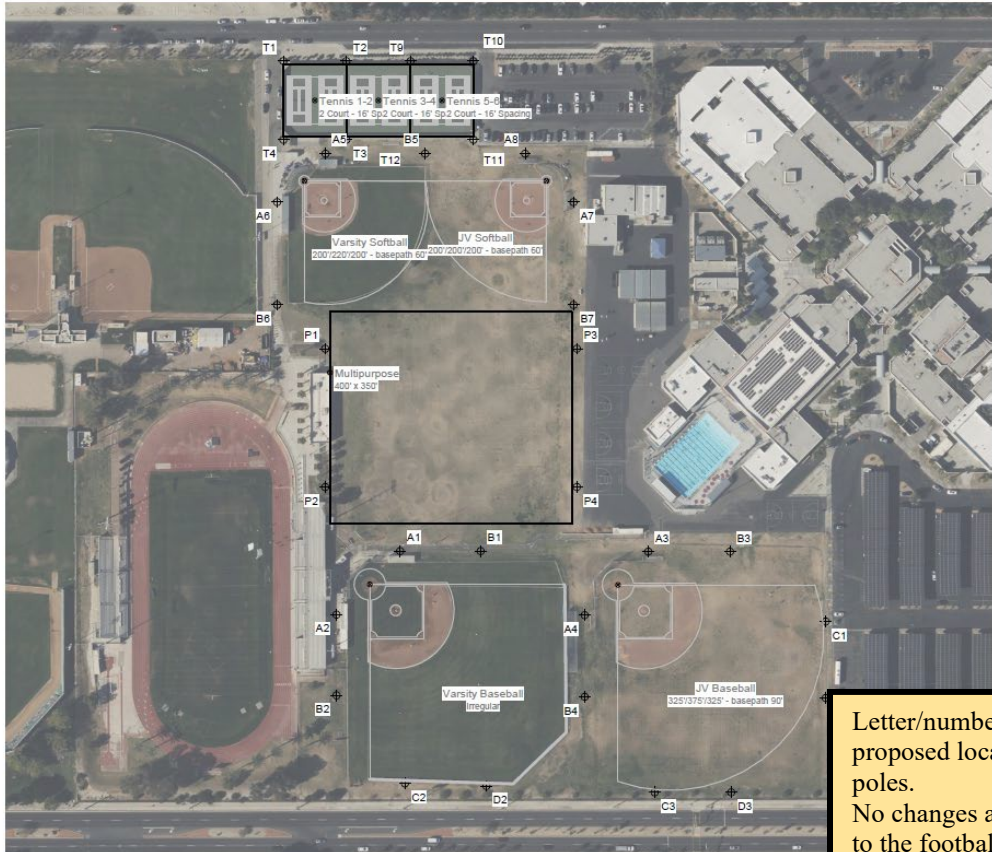 T1
T2
T9
T10
Tennis 1-2
Tennis 3-4
Tennis 5-6
2 Court - 16' Sp
2 Court - 16' Sp
2 Court - 16' Spacing
T4
A5
T3
B5
T12
T11
A8
A6
A7
Varsity Softball
200'/220'/200' - basepath 60'
JV Softball
200'/200'/200' - basepath 60'
B6
B7
P1
P3
Multipurpose
400' x 350'
P2
P4
A1
B1
A3
B3
A2
A4
C1
Varsity Baseball
Irregular
JV Baseball
325'/375'/325' - basepath 90'
B2
B4
C2
D2
C3
D3
Letter/numbe
proposed loca
poles.
No changes a
to the footbal